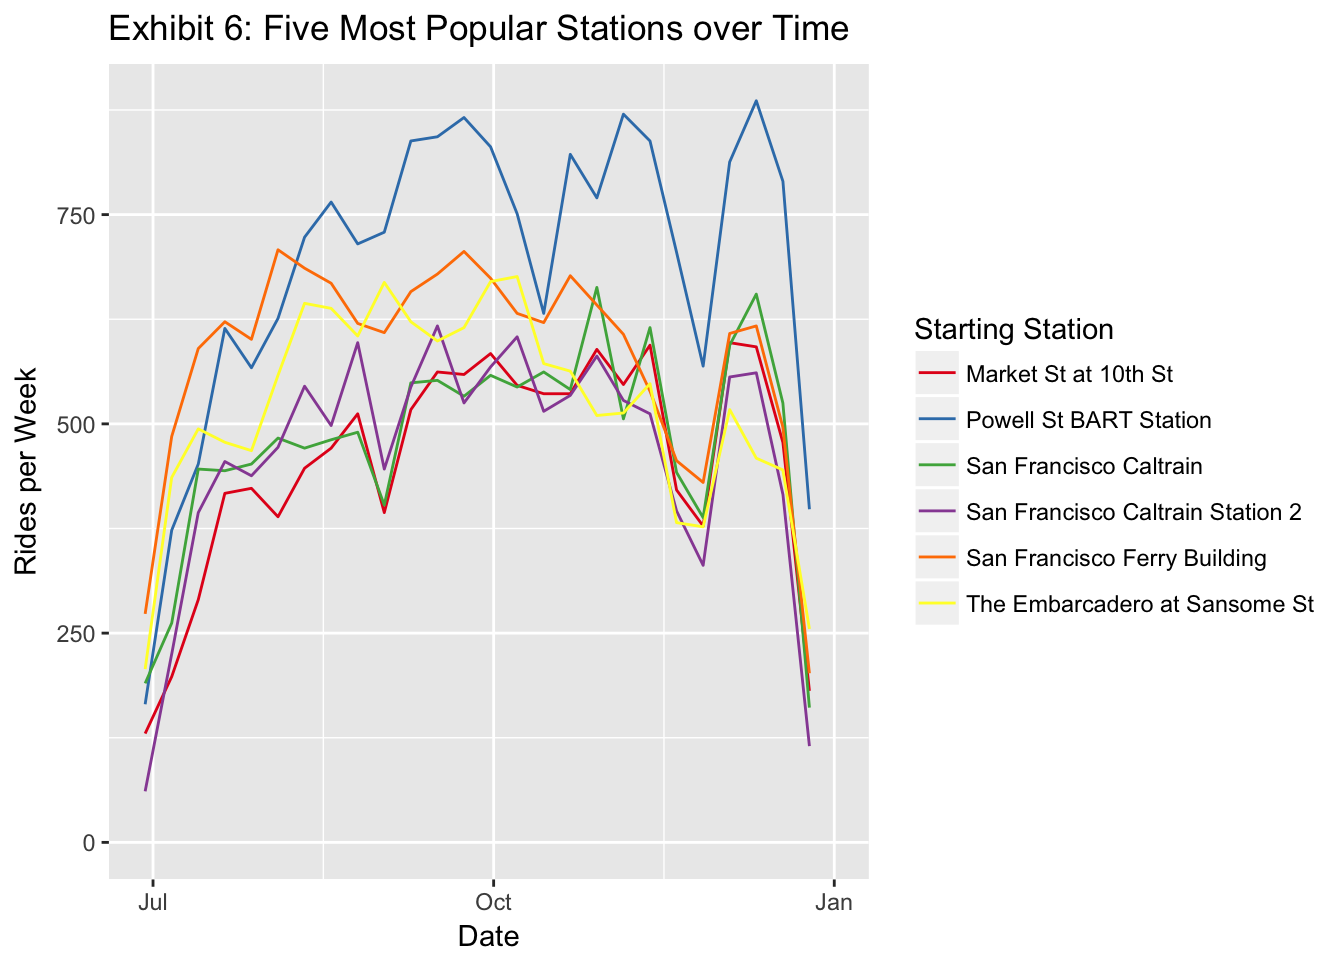 Exhibit 6: Five Most Popular Stations over Time
Rides per Week
750
500
250
0
Jul
Oct
Jan
Date
Starting Station
Market St at 10th St
Powell St BART Station
San Francisco Caltrain
San Francisco Caltrain Station 2
San Francisco Ferry Building
The Embarcadero at Sansome St